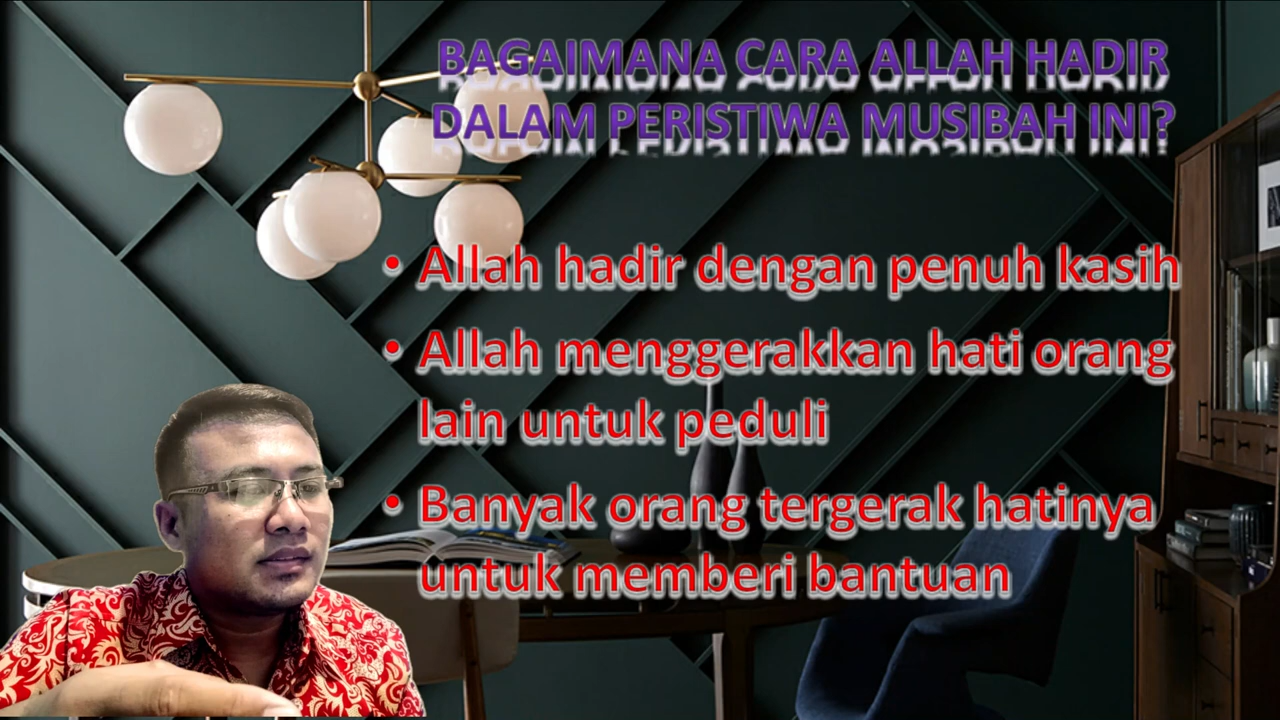 BAGAIMANA CARA ALLAH HADIR
DALAM PERISTIWA MUSIBAH INI?
• Allah hadir dengan penuh kasih
• Allah menggerakkan hati orang
lain untuk peduli
• Banyak orang tergerak hatinya
untuk memberi bantuan